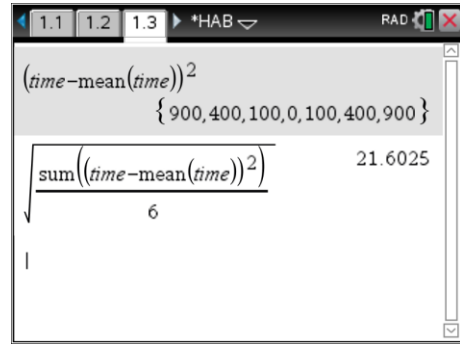 1.1 1.2 1.3 *HAB RAD
(time−mean(time))²
{900,400,100,0,100,400,900}
√(sum((time−mean(time))²)/6) 21.6025